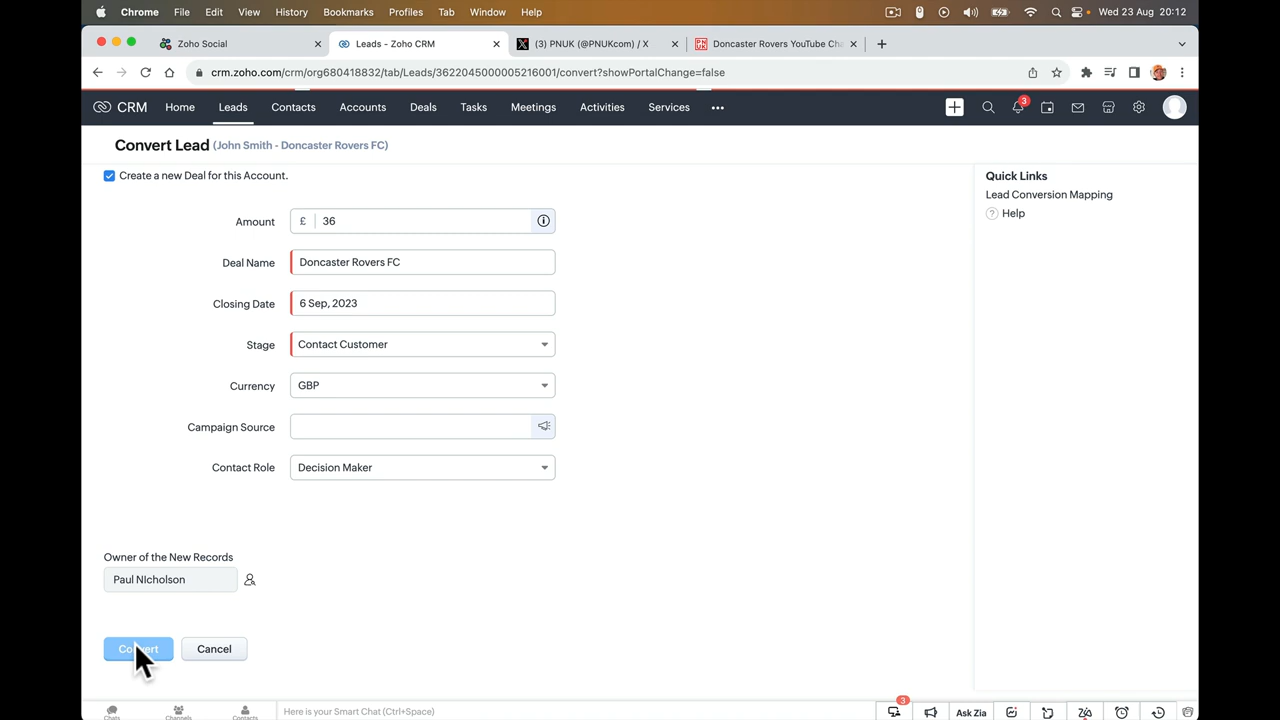 Chrome File Edit View History Bookmarks Profiles Tab Window Help Wed 23 Aug 20:12
Zoho Social Leads - Zoho CRM (3) PNUK (@PNUKcom) / X Doncaster Rovers YouTube Cha
crm.zoho.com/crm/org680418832/tab/Leads/3622045000005216001/convert?showPortalChange=false
CRM Home Leads Contacts Accounts Deals Tasks Meetings Activities Services ••• 3
Convert Lead (John Smith - Doncaster Rovers FC)
Create a new Deal for this Account.
Quick Links
Lead Conversion Mapping
? Help
Amount £ 36
Deal Name Doncaster Rovers FC
Closing Date 6 Sep, 2023
Stage Contact Customer
Currency GBP
Campaign Source
Contact Role Decision Maker
Owner of the New Records
Paul NIcholson
Convert Cancel
Chats Channels Contacts Here is your Smart Chat (Ctrl+Space) 3 Ask Zia